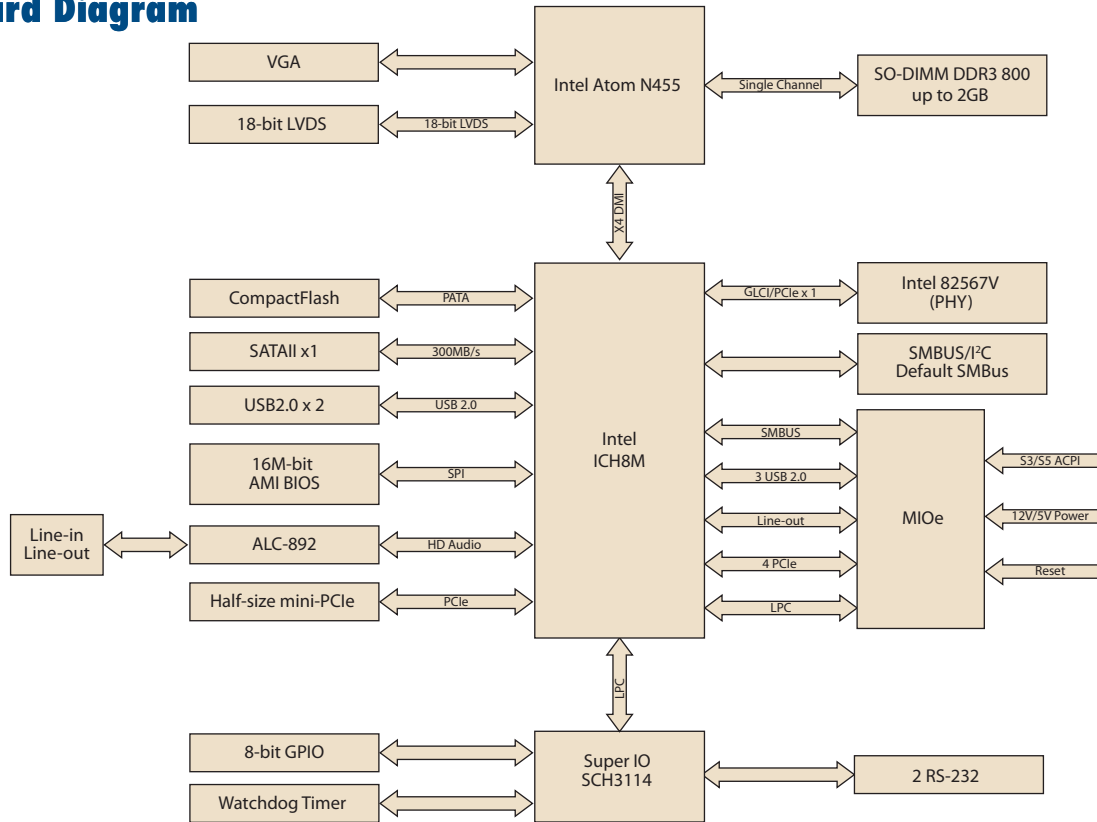 ard Diagram
VGA
18-bit LVDS
18-bit LVDS
Intel Atom N455
Single Channel
SO-DIMM DDR3 800
up to 2GB
X4 DMI
CompactFlash
PATA
SATAII x1
300MB/s
USB2.0 x 2
USB 2.0
16M-bit
AMI BIOS
SPI
Line-in
Line-out
ALC-892
HD Audio
Half-size mini-PCIe
PCIe
Intel
ICH8M
GLCI/PCIe x 1
Intel 82567V
(PHY)
SMBUS/I²C
Default SMBus
SMBUS
3 USB 2.0
Line-out
4 PCIe
LPC
MIOe
S3/S5 ACPI
12V/5V Power
Reset
LPC
8-bit GPIO
Watchdog Timer
Super IO
SCH3114
2 RS-232